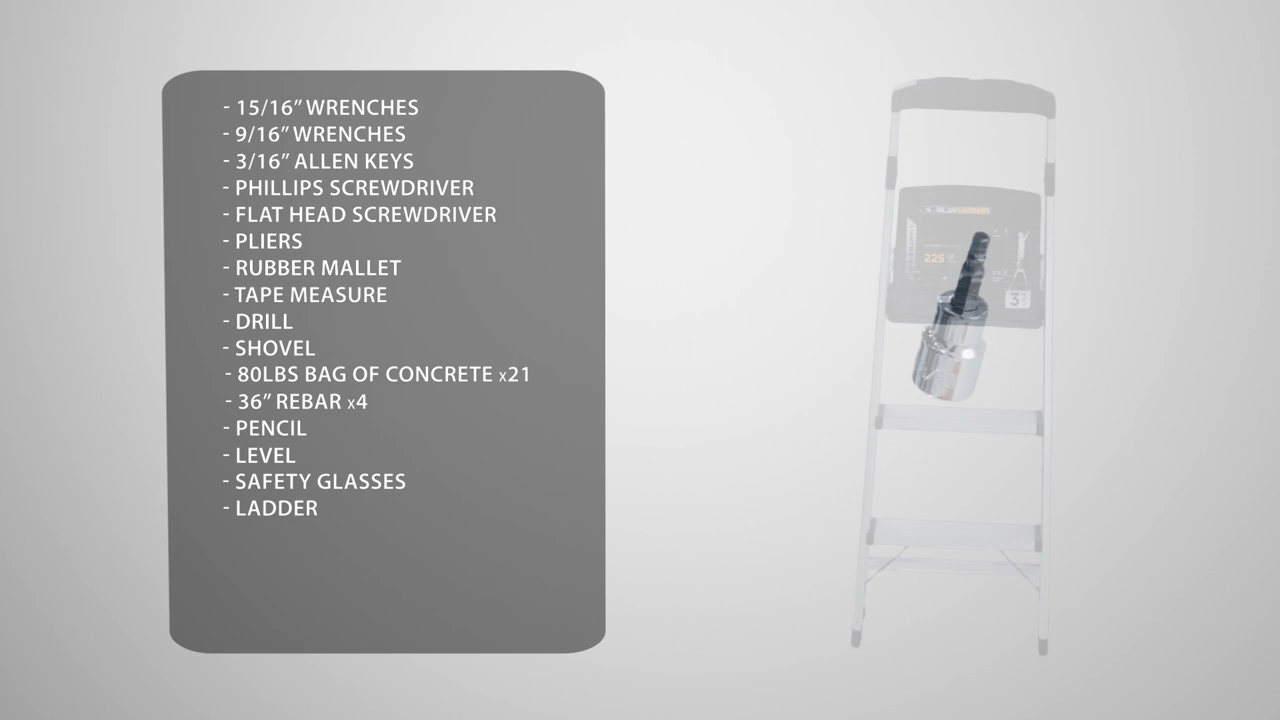 - 15/16” WRENCHES
- 9/16” WRENCHES
- 3/16” ALLEN KEYS
- PHILLIPS SCREWDRIVER
- FLAT HEAD SCREWDRIVER
- PLIERS
- RUBBER MALLET
- TAPE MEASURE
- DRILL
- SHOVEL
- 80LBS BAG OF CONCRETE x21
- 36” REBAR x4
- PENCIL
- LEVEL
- SAFETY GLASSES
- LADDER
225
3